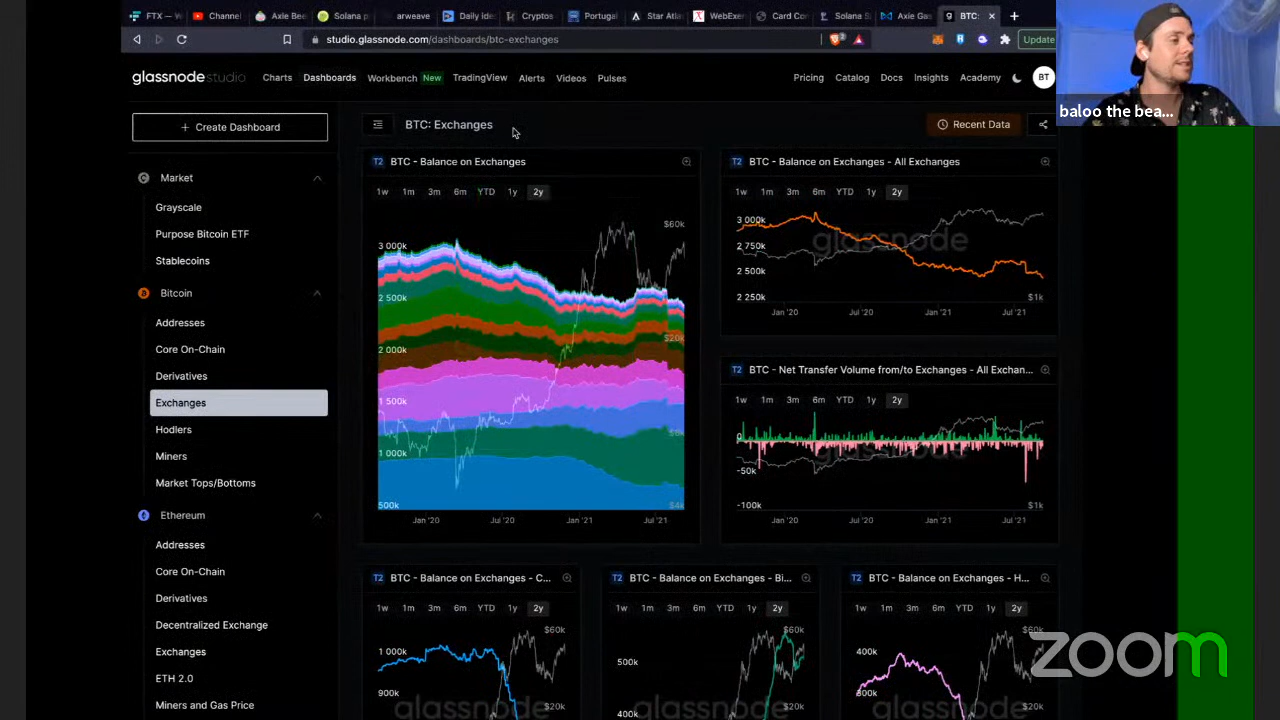 FTX — W
Channel
Axie Bee
Solana p
arweave
Daily ide
Cryptos
Portugal
Star Atla
WebExer
Card Co
Solana S
Axie Gas
BTC:
studio.glassnode.com/dashboards/btc-exchanges
Update
glassnode studio
Charts
Dashboards
Workbench New
TradingView
Alerts
Videos
Pulses
Pricing
Catalog
Docs
Insights
Academy
BT
baloo the bea...
+ Create Dashboard
BTC: Exchanges
Recent Data
Market
Grayscale
Purpose Bitcoin ETF
Stablecoins
Bitcoin
Addresses
Core On-Chain
Derivatives
Exchanges
Hodlers
Miners
Market Tops/Bottoms
Ethereum
Addresses
Core On-Chain
Derivatives
Decentralized Exchange
Exchanges
ETH 2.0
Miners and Gas Price
T2 BTC - Balance on Exchanges
1w 1m 3m 6m YTD 1y 2y
$60k
3 000k
2 500k
$20k
2 000k
1 500k
1 000k
500k
$4k
Jan '20 Jul '20 Jan '21 Jul '21
T2 BTC - Balance on Exchanges - All Exchanges
1w 1m 3m 6m YTD 1y 2y
3 000k
glassnode
2 750k
2 500k
2 250k
$1k
Jan '20 Jul '20 Jan '21 Jul '21
T2 BTC - Net Transfer Volume from/to Exchanges - All Exchan...
1w 1m 3m 6m YTD 1y 2y
0
glassnode
-50k
-100k
$1k
Jan '20 Jul '20 Jan '21 Jul '21
T2 BTC - Balance on Exchanges - C...
1w 1m 3m 6m YTD 1y 2y
$60k
1 000k
900k
$20k
glassnode
T2 BTC - Balance on Exchanges - Bi...
1w 1m 3m 6m YTD 1y 2y
$60k
500k
$20k
400k
glassnode
T2 BTC - Balance on Exchanges - H...
1w 1m 3m 6m YTD 1y 2y
$60k
400k
300k
$20k
glassnode
zoom